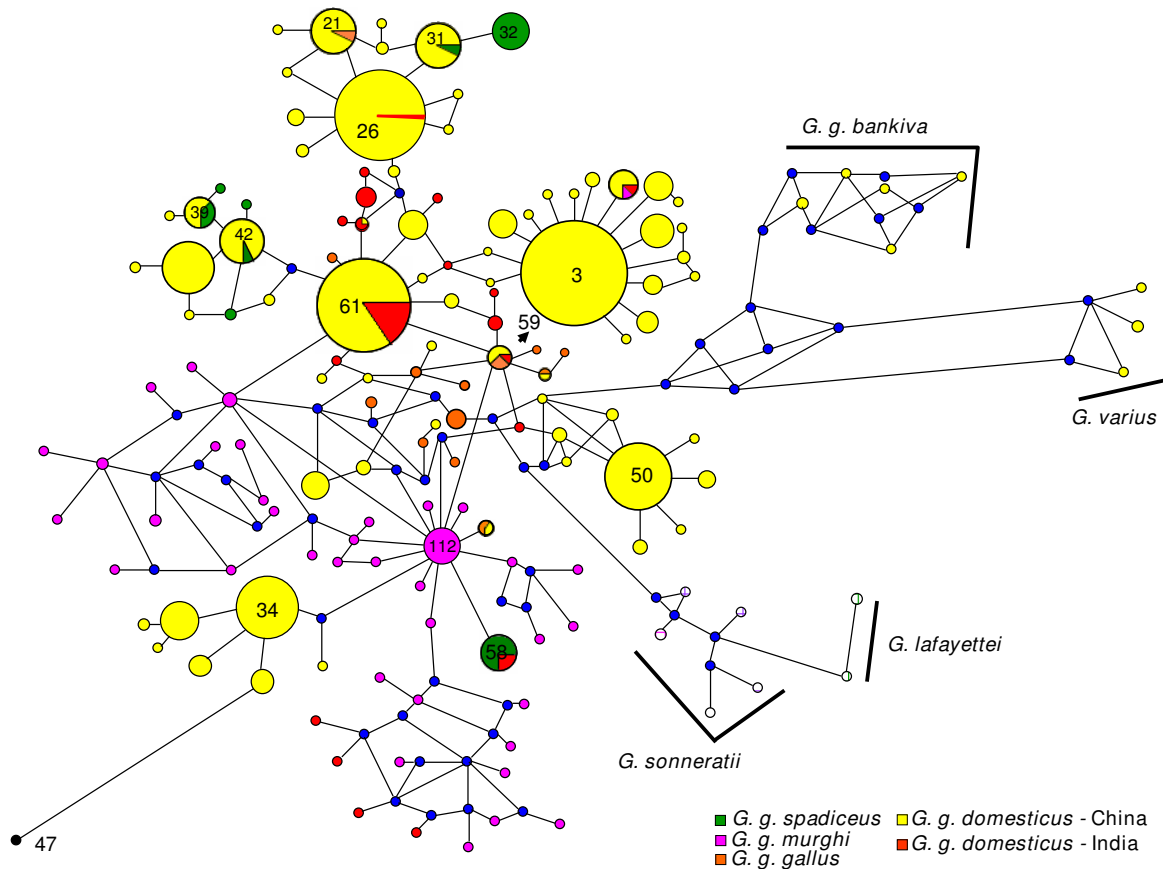 21
31
32
26
G. g. bankiva
39
42
3
61
59
G. varius
50
112
34
58
G. lafayettei
G. sonneratii
47
G. g. spadiceus
G. g. murghi
G. g. gallus
G. g. domesticus - China
G. g. domesticus - India